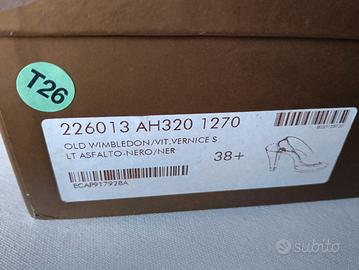 T26
226013 AH320 1270
OLD WIMBLEDON/VIT.VERNICE S
LT ASFALTO-NERO/NER
38+
ECAP917928A
subito